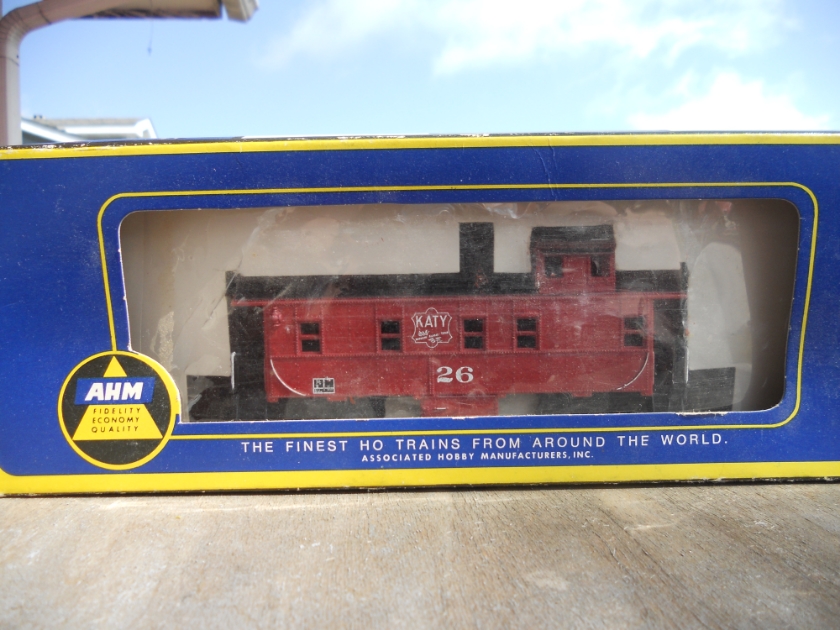 KATY
26
AHM
FIDELITY
ECONOMY
QUALITY
THE FINEST HO TRAINS FROM AROUND THE WORLD.
ASSOCIATED HOBBY MANUFACTURERS, INC.